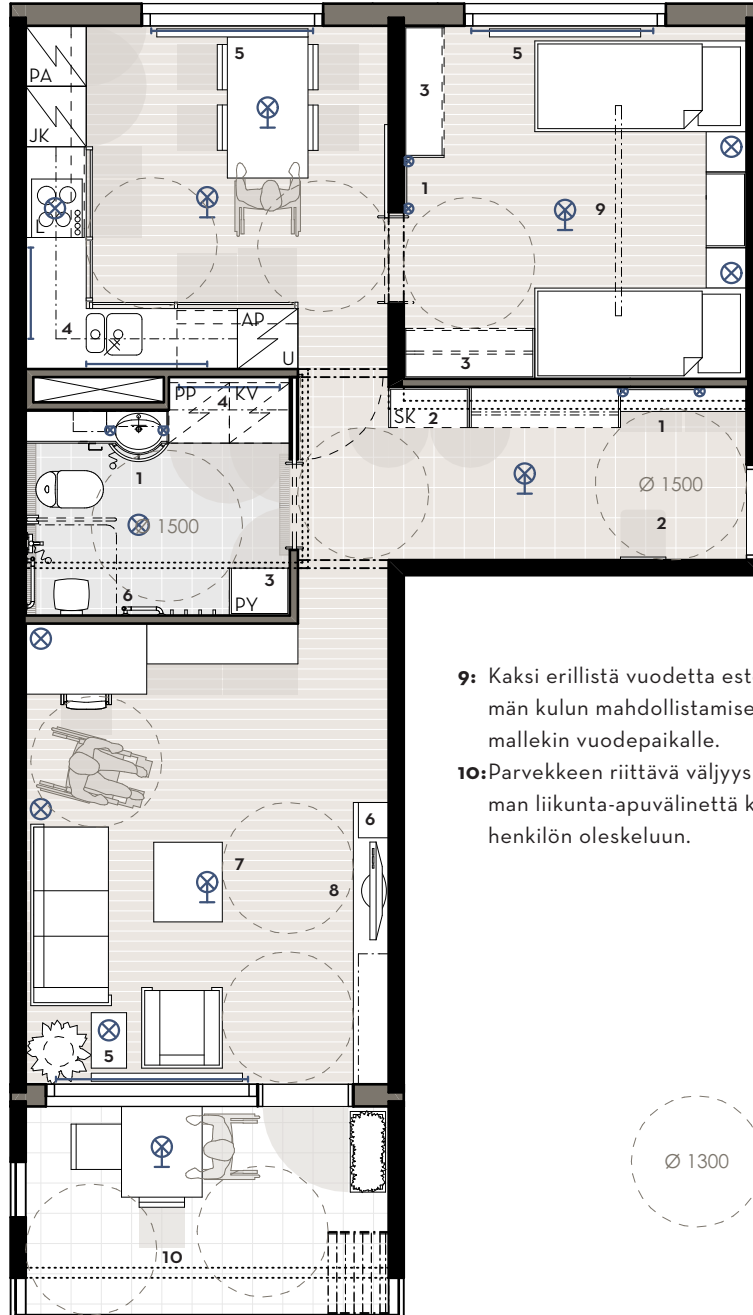 5
5
PA
3
JK
1
9
4
AP
U
3
PP
4
KV
SK 2
1
1
Ø 1500
Ø 1500
2
6
3
PY
9: Kaksi erillistä vuodetta est
män kulun mahdollistamise
mallekin vuodepaikalle.
10: Parvekkeen riittävä väljyys
man liikunta-apuvälinettä k
henkilön oleskeluun.
6
7
8
5
Ø 1300
10